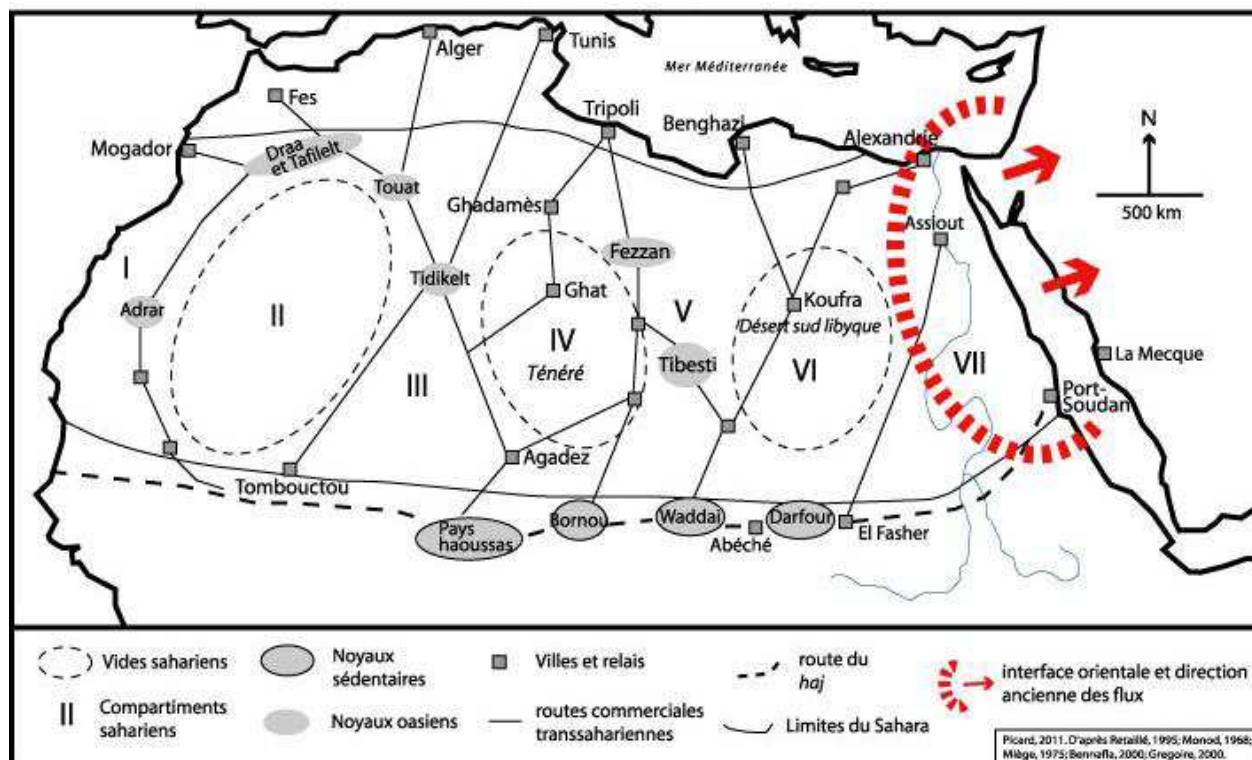 Alger
Tunis
Mer Méditerranée
Fes
Tripoli
Benghazi
Alexandrie
N
500 km
Mogador
Draa
et Tafilelt
Touat
Ghadamès
Assiout
Fezzan
I
Adrar
II
Tidikelt
Ghat
V
Koufra
Désert sud libyque
IV
Ténéré
III
Tibesti
VI
VII
La Mecque
Port-
Soudan
Agadez
Tombouctou
Pays
haoussas
Bornou
Waddaï
Darfour
Abéché
El Fasher
Vides sahariens
Noyaux
sédentaires
Villes et relais
route du
haj
interface orientale et direction
ancienne des flux
II
Compartiments
sahariens
Noyaux oasiens
routes commerciales
transsahariennes
Limites du Sahara
Picard, 2011. D'après Retaillé, 1995; Monod, 1968;
Miège, 1975; Bennafla, 2000; Gregoire, 2000.